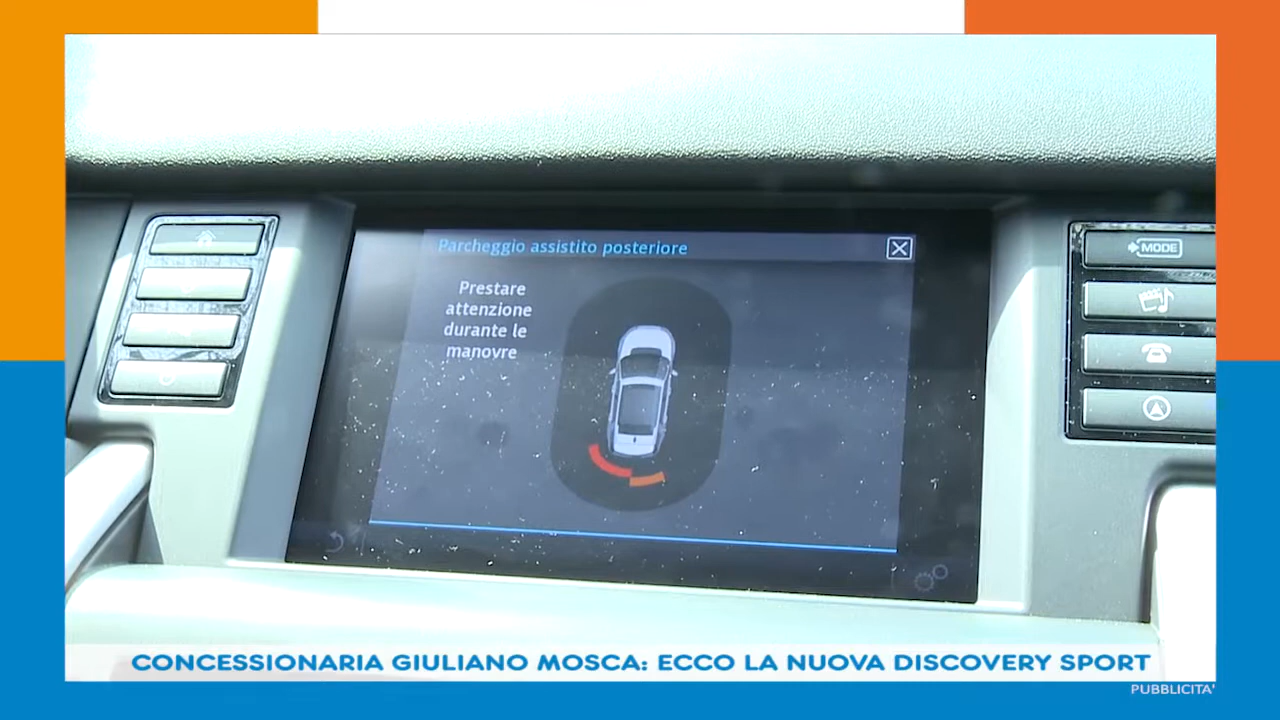 Parcheggio assistito posteriore
Prestare
attenzione
durante le
manovre
MODE
CONCESSIONARIA GIULIANO MOSCA: ECCO LA NUOVA DISCOVERY SPORT
PUBBLICITA'